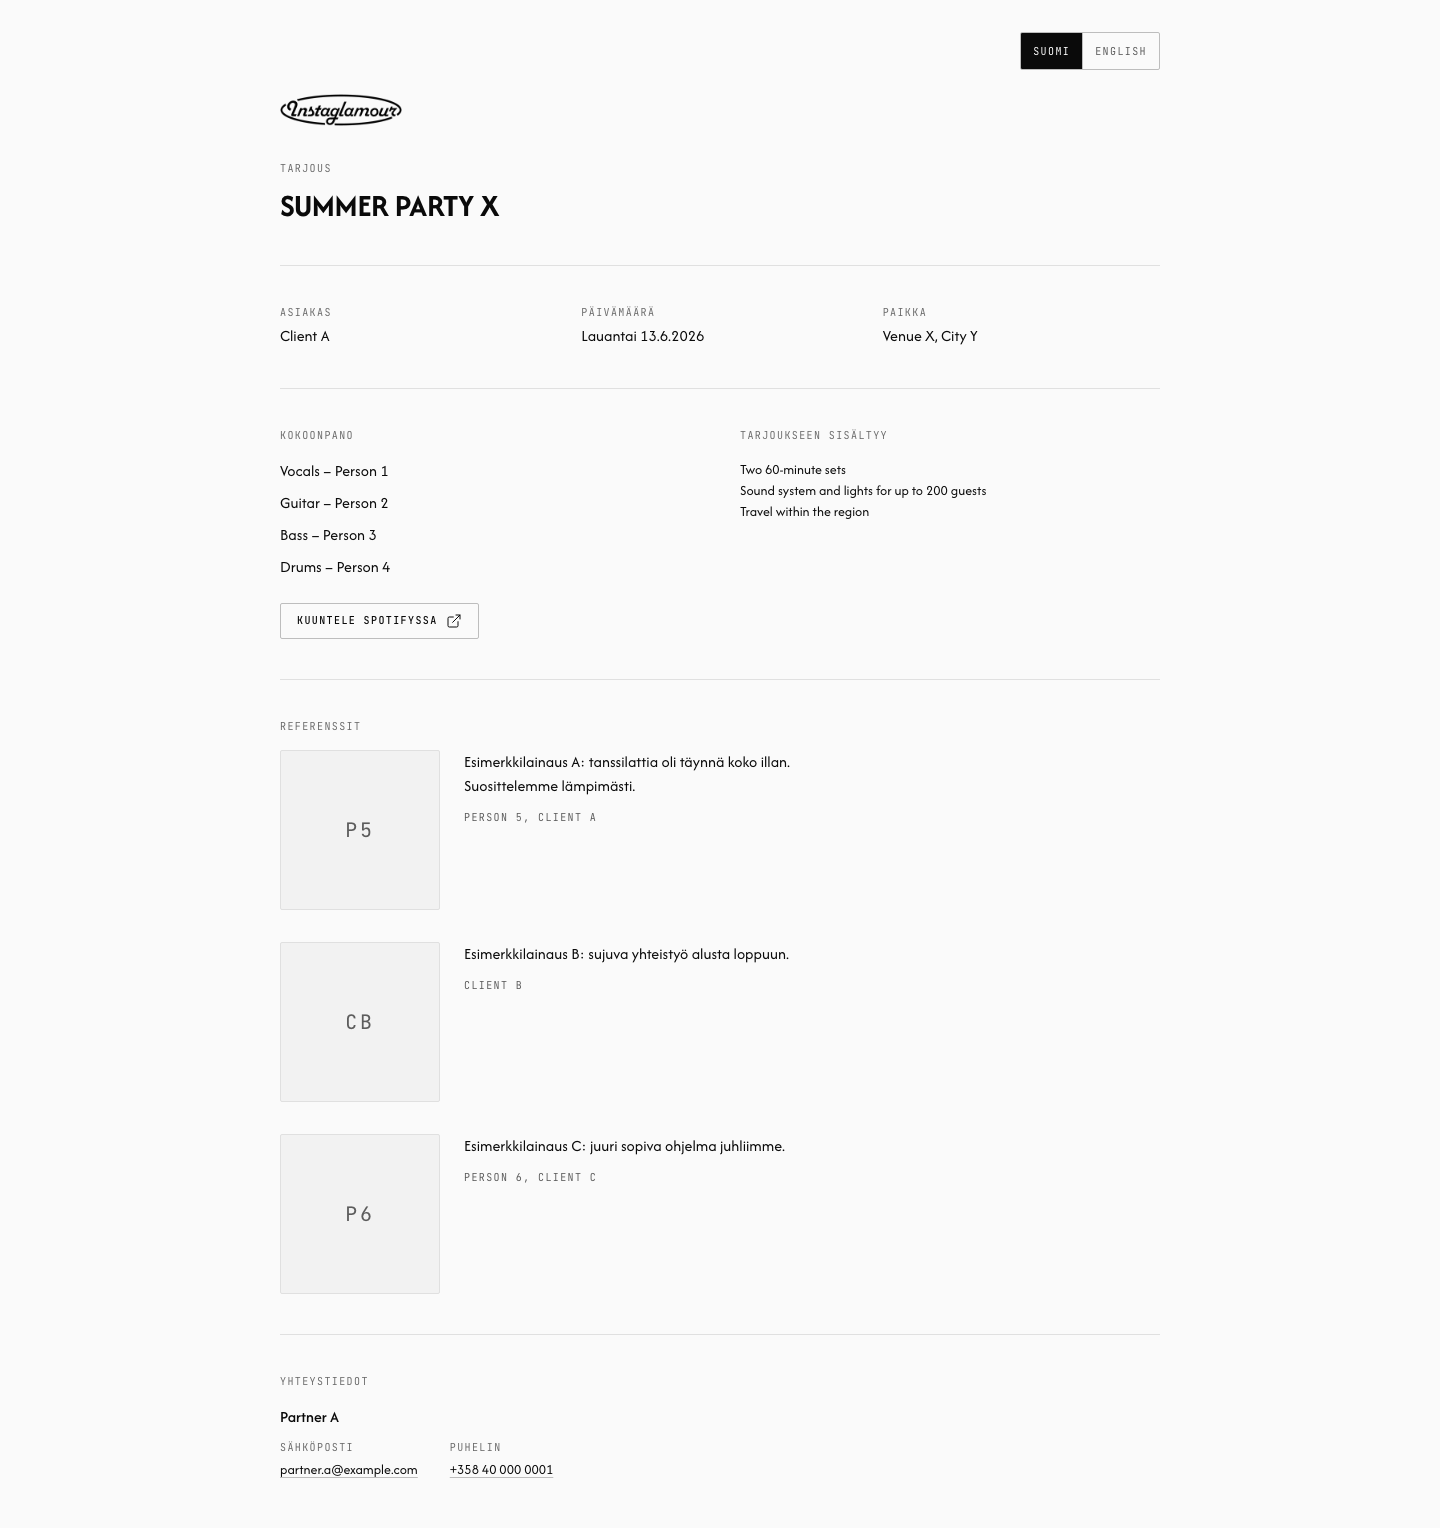 SUOMI
ENGLISH
Instaglamour
TARJOUS
SUMMER PARTY X
ASIAKAS
Client A
PÄIVÄMÄÄRÄ
Lauantai 13.6.2026
PAIKKA
Venue X, City Y
KOKOONPANO
Vocals – Person 1
Guitar – Person 2
Bass – Person 3
Drums – Person 4
KUUNTELE SPOTIFYSSA
TARJOUKSEEN SISÄLTYY
Two 60-minute sets
Sound system and lights for up to 200 guests
Travel within the region
REFERENSSIT
P5
Esimerkkilainaus A: tanssilattia oli täynnä koko illan.
Suosittelemme lämpimästi.
PERSON 5, CLIENT A
CB
Esimerkkilainaus B: sujuva yhteistyö alusta loppuun.
CLIENT B
P6
Esimerkkilainaus C: juuri sopiva ohjelma juhliimme.
PERSON 6, CLIENT C
YHTEYSTIEDOT
Partner A
SÄHKÖPOSTI
partner.a@example.com
PUHELIN
+358 40 000 0001